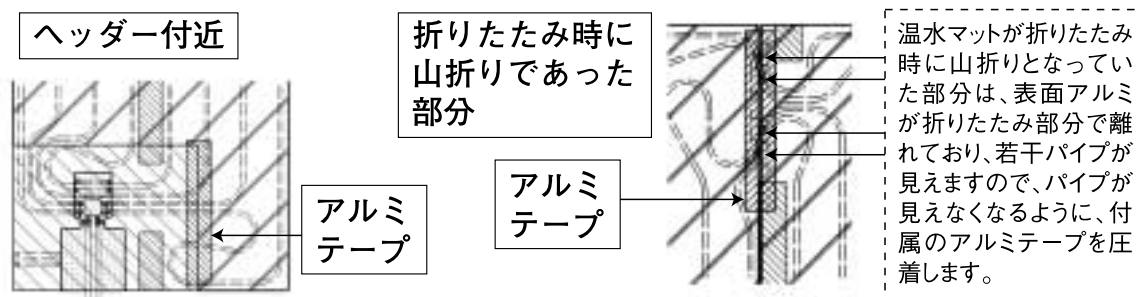 ヘッダー付近
アルミ
テープ
折りたたみ時に
山折りであった
部分
アルミ
テープ
温水マットが折りたたみ
時に山折りとなってい
た部分は、表面アルミ
が折りたたみ部分で離
れており、若干パイプが
見えますので、パイプが
見えなくなるように、付
属のアルミテープを圧
着します。